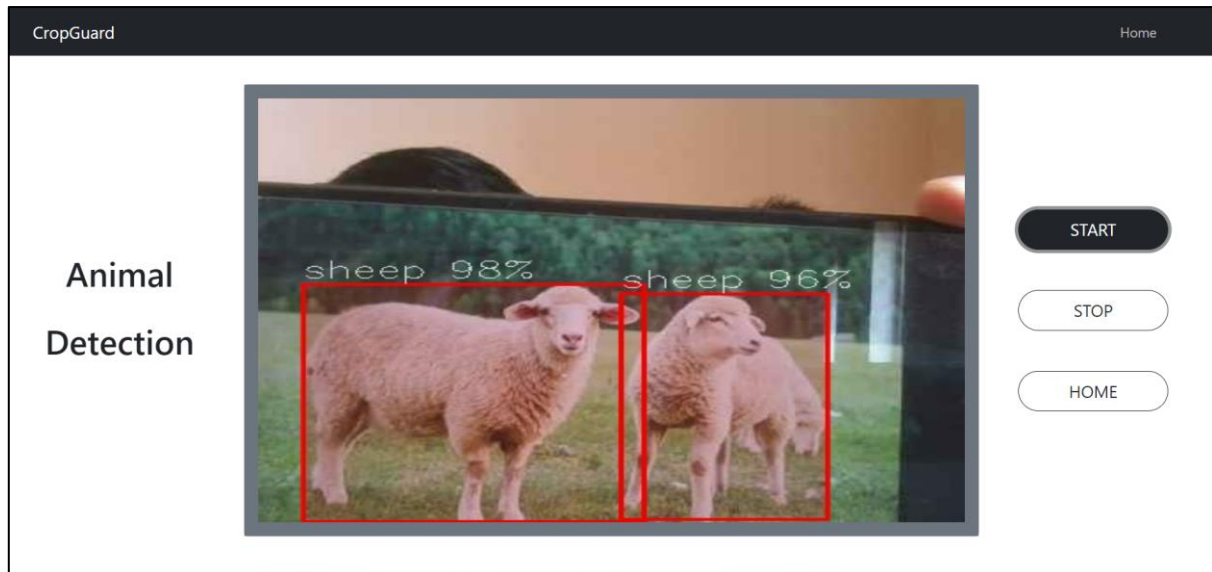 CropGuard
Home
Animal
Detection
sheep 98%
sheep 96%
START
STOP
HOME